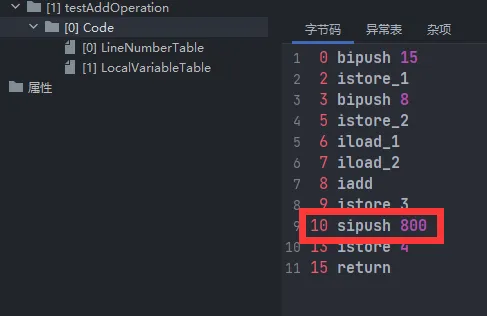 [1] testAddOperation
[0] Code
[0] LineNumberTable
[1] LocalVariableTable
属性
字节码 异常表 杂项
1 0 bipush 15
2 2 istore_1
3 3 bipush 8
4 5 istore_2
5 6 iload_1
6 7 iload_2
7 8 iadd
8 9 istore_3
9 10 sipush 800
10 13 istore 4
11 15 return